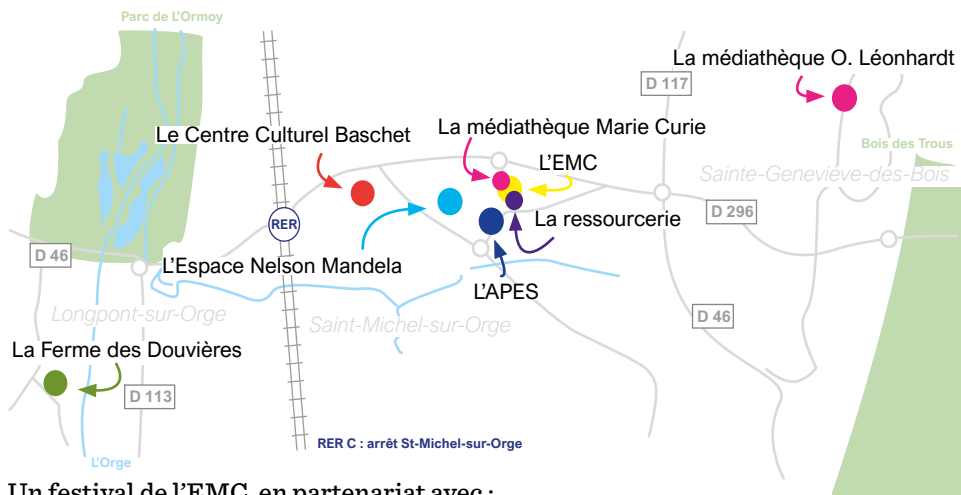 Parc de L'Ormoy
La médiathèque O. Léonhardt
D 117
Le Centre Culturel Baschet
La médiathèque Marie Curie
Bois des Trous
L'EMC
Sainte-Geneviève-des-Bois
RER
La ressourcerie
D 296
D 46
L'Espace Nelson Mandela
L'APES
Longpont-sur-Orge
Saint-Michel-sur-Orge
D 46
La Ferme des Douvières
D 113
RER C : arrêt St-Michel-sur-Orge
L'Orge
Un festival de l'EMC, en partenariat avec :